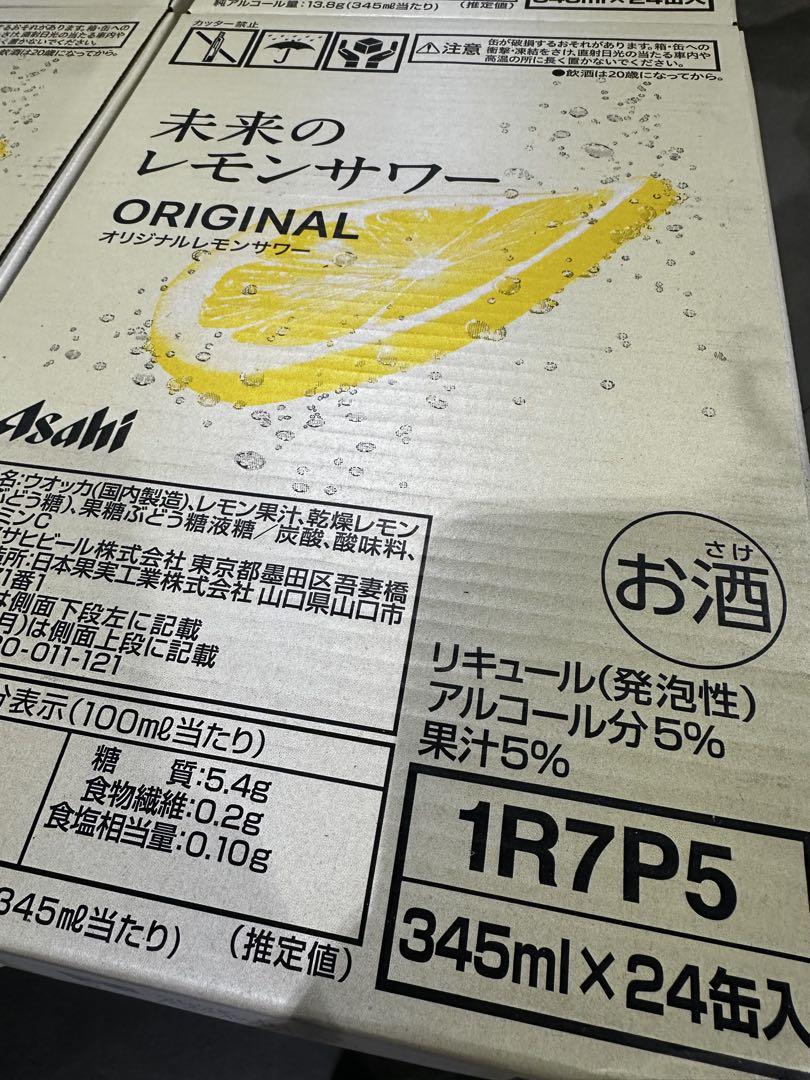 純アルコール量：13.8g(345㎖当たり) (推定値)
345ml×24缶入
カッター禁止
⚠注意 缶が破損するおそれがあります。箱・缶への
衝撃・凍結をさけ、直射日光の当たる車内や
高温の所に長く置かないでください。
●飲酒は20歳になってから。
未来の
レモンサワー
ORIGINAL
オリジナルレモンサワー
Asahi
名：ウオッカ(国内製造)、レモン果汁、乾燥レモン
ぶどう糖)、果糖ぶどう糖液糖／炭酸、酸味料、
ミンC
サヒビール株式会社 東京都墨田区吾妻橋
所：日本果実工業株式会社 山口県山口市
1番1
は側面下段左に記載
月)は側面上段に記載
0-011-121
お酒
さけ
リキュール(発泡性)
アルコール分5%
果汁5%
分表示(100㎖当たり)
糖 質：5.4g
食物繊維：0.2g
食塩相当量：0.10g
345㎖当たり) (推定値)
1R7P5
345ml×24缶入